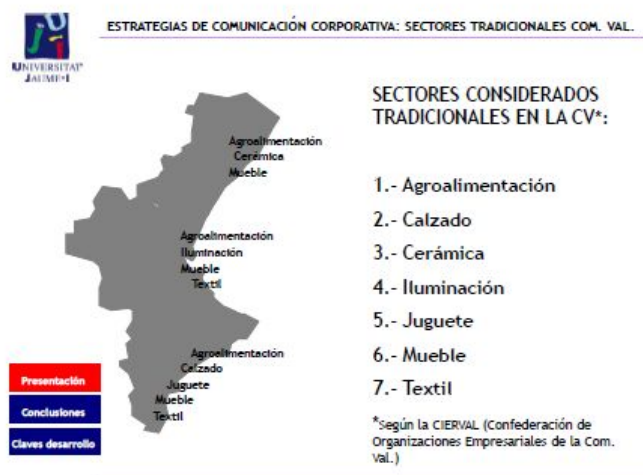 ESTRATEGIAS DE COMUNICACIÓN CORPORATIVA: SECTORES TRADICIONALES COM. VAL.
UNIVERSITAT
JAUME·I
SECTORES CONSIDERADOS
TRADICIONALES EN LA CV*:
Agroalimentación
Cerámica
Mueble
Agroalimentación
Iluminación
Mueble
Textil
Agroalimentación
Calzado
Juguete
Mueble
Textil
1.- Agroalimentación
2.- Calzado
3.- Cerámica
4.- Iluminación
5.- Juguete
6.- Mueble
7.- Textil
*Según la CIERVAL (Confederación de
Organizaciones Empresariales de la Com.
Val.)
Presentación
Conclusiones
Claves desarrollo